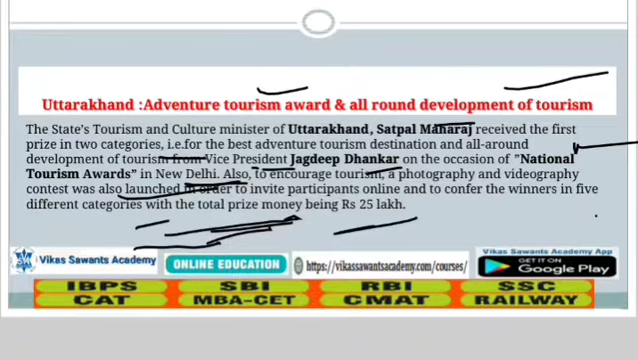 Uttarakhand :Adventure tourism award & all round development of tourism
The State's Tourism and Culture minister of Uttarakhand, Satpal Maharaj received the first
prize in two categories, i.e.for the best adventure tourism destination and all-around
development of tourism from Vice President Jagdeep Dhankar on the occasion of "National
Tourism Awards" in New Delhi. Also, to encourage tourism, a photography and videography
contest was also launched in order to invite participants online and to confer the winners in five
different categories with the total prize money being Rs 25 lakh.
Vikas Sawants Academy
ONLINE EDUCATION
https://vikassawantsacademy.com/courses/
Vikas Sawants Academy App
GET IT ON
Google Play
IBPS SBI RBI SSC
CAT MBA-CET CMAT RAILWAY